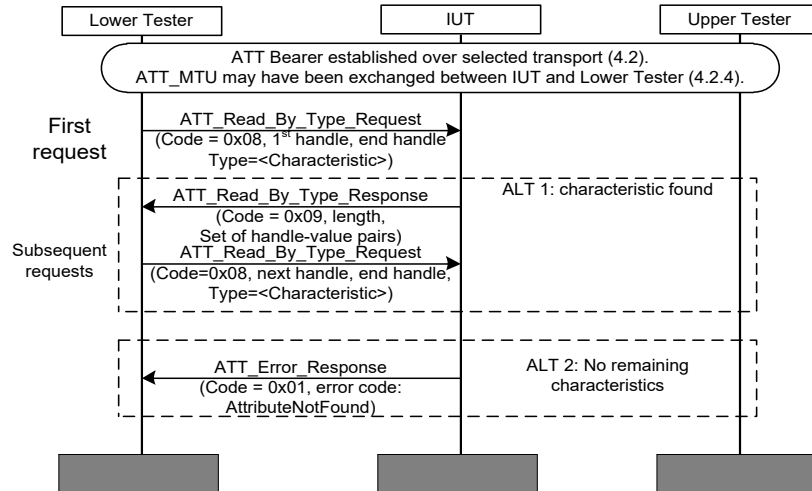 Lower Tester
IUT
Upper Tester
ATT Bearer established over selected transport (4.2).
ATT_MTU may have been exchanged between IUT and Lower Tester (4.2.4).
First
request
ATT_Read_By_Type_Request
(Code = 0x08, 1st handle, end handle
Type=<Characteristic>)
ALT 1: characteristic found
ATT_Read_By_Type_Response
(Code = 0x09, length,
Set of handle-value pairs)
Subsequent
requests
ATT_Read_By_Type_Request
(Code=0x08, next handle, end handle,
Type=<Characteristic>)
ALT 2: No remaining
characteristics
ATT_Error_Response
(Code = 0x01, error code:
AttributeNotFound)